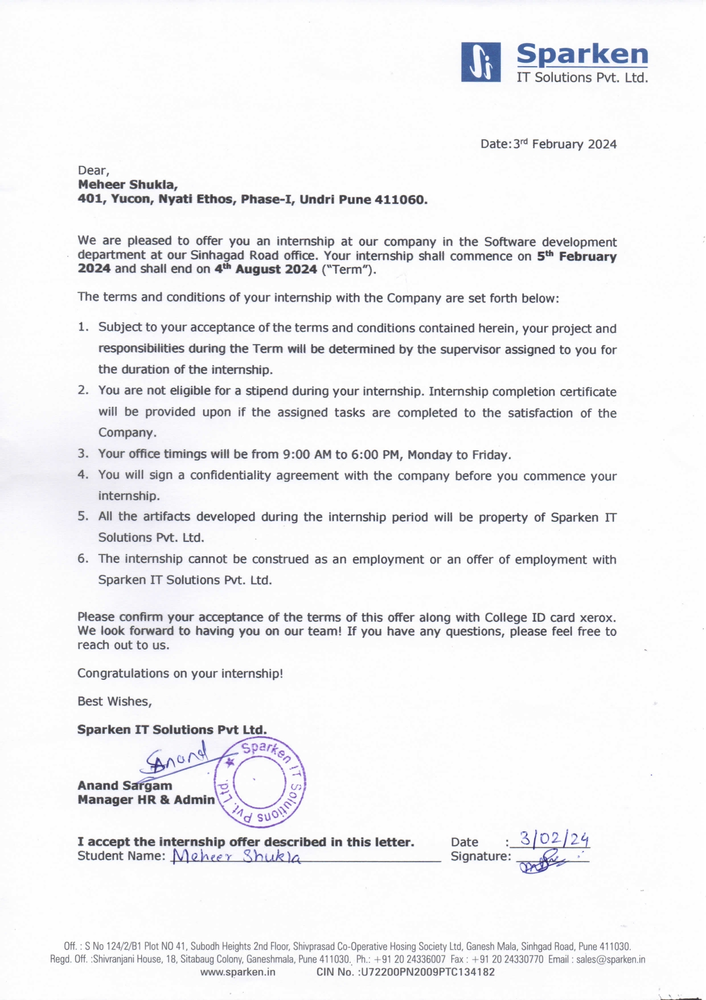 Sparken
IT Solutions Pvt. Ltd.
Date:3rd February 2024
Dear,
Meheer Shukla,
401, Yucon, Nyati Ethos, Phase-I, Undri Pune 411060.
We are pleased to offer you an internship at our company in the Software development
department at our Sinhagad Road office. Your internship shall commence on 5th February
2024 and shall end on 4th August 2024 ("Term").
The terms and conditions of your internship with the Company are set forth below:
1. Subject to your acceptance of the terms and conditions contained herein, your project and
responsibilities during the Term will be determined by the supervisor assigned to you for
the duration of the internship.
2. You are not eligible for a stipend during your internship. Internship completion certificate
will be provided upon if the assigned tasks are completed to the satisfaction of the
Company.
3. Your office timings will be from 9:00 AM to 6:00 PM, Monday to Friday.
4. You will sign a confidentiality agreement with the company before you commence your
internship.
5. All the artifacts developed during the internship period will be property of Sparken IT
Solutions Pvt. Ltd.
6. The internship cannot be construed as an employment or an offer of employment with
Sparken IT Solutions Pvt. Ltd.
Please confirm your acceptance of the terms of this offer along with College ID card xerox.
We look forward to having you on our team! If you have any questions, please feel free to
reach out to us.
Congratulations on your internship!
Best Wishes,
Sparken IT Solutions Pvt Ltd.
Anand
Sparken IT Solutions Pvt. Ltd.
Anand Sargam
Manager HR & Admin
I accept the internship offer described in this letter. Date : 3/02/24
Student Name: Meheer Shukla Signature:
Off. : S No 124/2/B1 Plot NO 41, Subodh Heights 2nd Floor, Shivprasad Co-Operative Hosing Society Ltd, Ganesh Mala, Sinhgad Road, Pune 411030.
Regd. Off. :Shivranjani House, 18, Sitabaug Colony, Ganeshmala, Pune 411030. Ph.: +91 20 24336007 Fax : +91 20 24330770 Email : sales@sparken.in
www.sparken.in CIN No. :U72200PN2009PTC134182